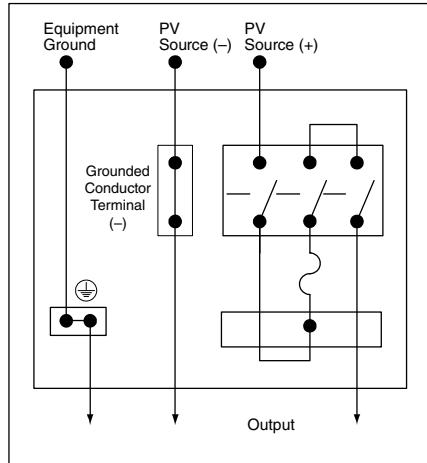 Equipment
Ground
PV
Source (–)
PV
Source (+)
Grounded
Conductor
Terminal
(–)
Output